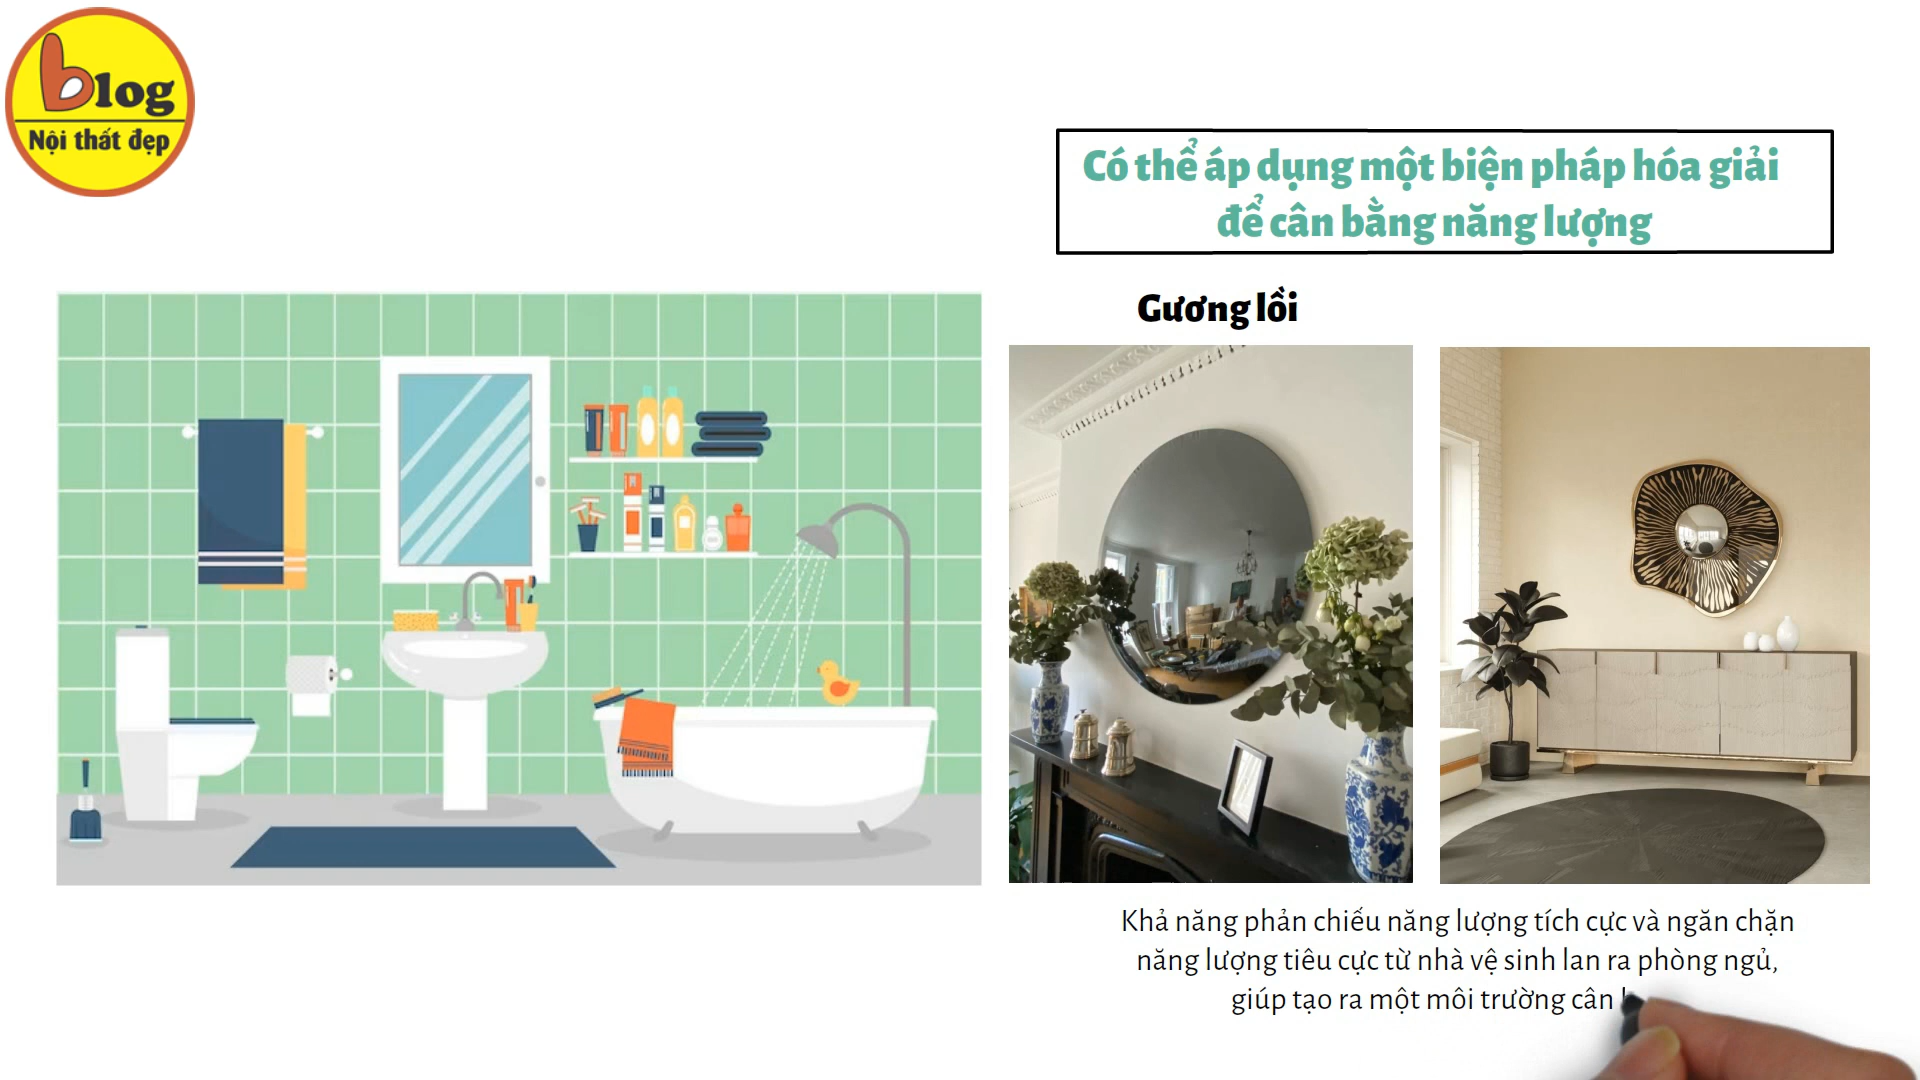 blog
Nội thất đẹp
Có thể áp dụng một biện pháp hóa giải
để cân bằng năng lượng
Gương lồi
Khả năng phản chiếu năng lượng tích cực và ngăn chặn
năng lượng tiêu cực từ nhà vệ sinh lan ra phòng ngủ,
giúp tạo ra một môi trường cân